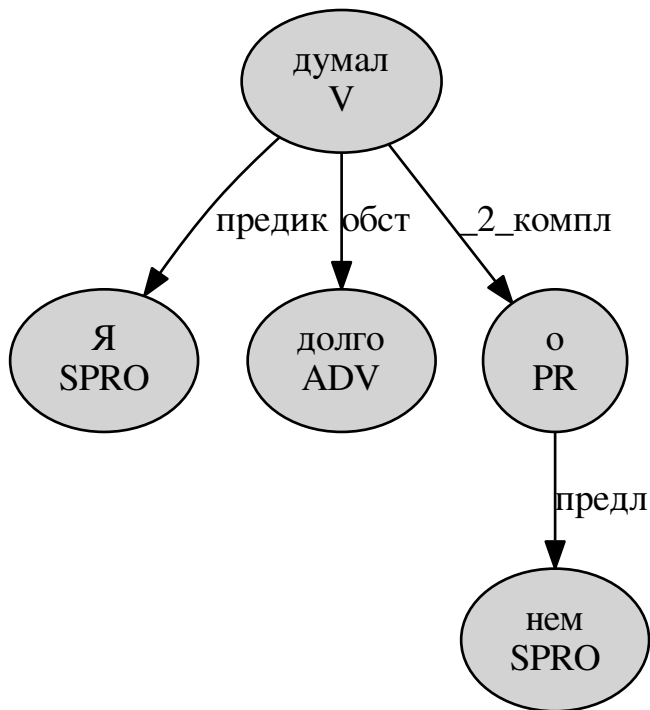 думал
V
предик
обст
_2_компл
Я
SPRO
долго
ADV
о
PR
предл
нем
SPRO